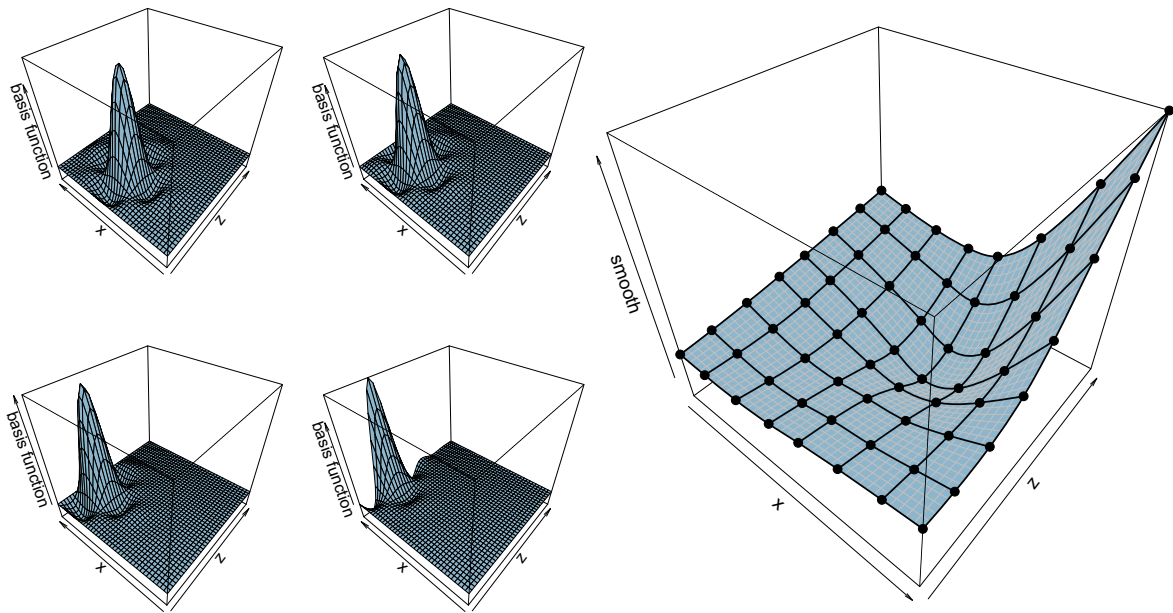 basis function
x
z
basis function
x
z
smooth
x
z
basis function
x
z
basis function
x
z